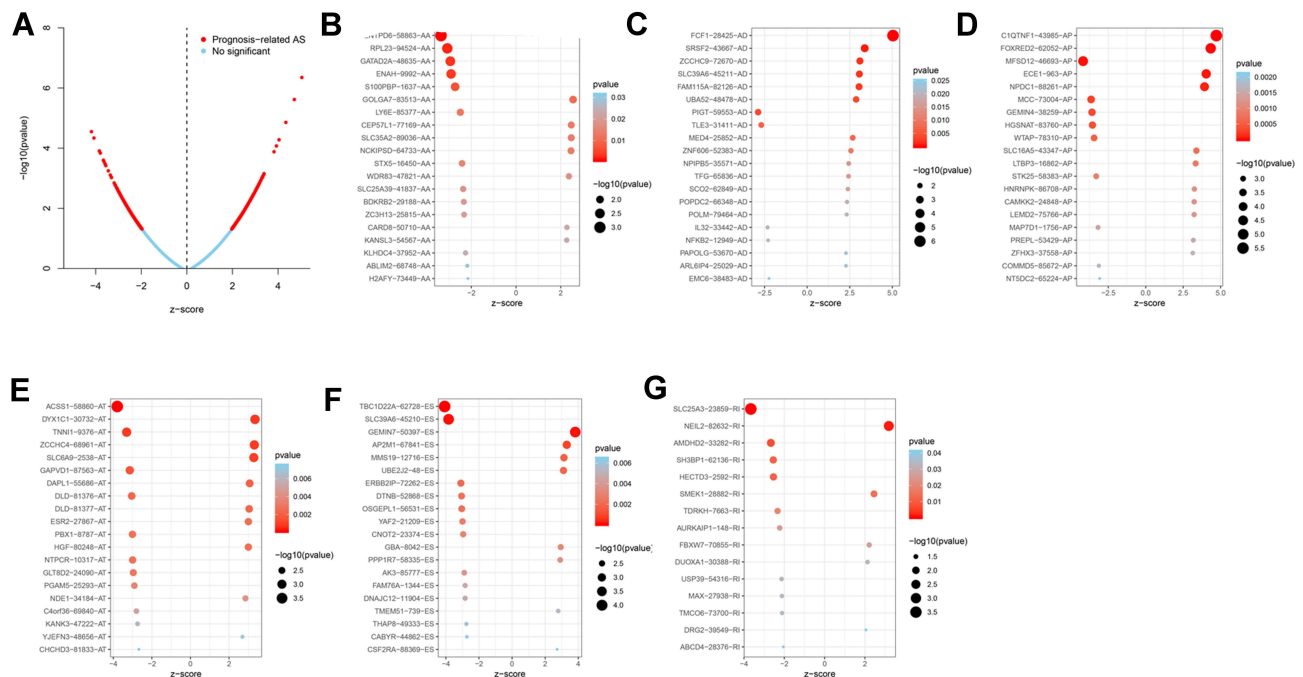 A
8
6
4
2
0
−log10(pvalue)
Prognosis−related AS
No significant
−4
−2
0
2
4
z−score
B
RPL23−94524−AA
GATAD2A−48635−AA
ENAH−9992−AA
S100PBP−1637−AA
GOLGA7−83513−AA
LY6E−85377−AA
CEP57L1−77169−AA
SLC35A2−89036−AA
NCKIPSD−64733−AA
STX5−16450−AA
WDR83−47821−AA
SLC25A39−41837−AA
BDKRB2−29188−AA
ZC3H13−25815−AA
CARD8−50710−AA
KANSL3−54567−AA
KLHDC4−37952−AA
ABLIM2−68748−AA
H2AFY−73449−AA
−2
0
2
z−score
pvalue
0.03
0.02
0.01
−log10(pvalue)
2.0
2.5
3.0
C
FCF1−28425−AD
SRSF2−43667−AD
ZCCHC9−72670−AD
SLC39A6−45211−AD
FAM115A−82126−AD
UBA52−48478−AD
PIGT−59553−AD
TLE3−31411−AD
MED4−25852−AD
ZNF606−52383−AD
NPIPB5−35571−AD
TFG−65836−AD
SCO2−62849−AD
POPDC2−66348−AD
POLM−79464−AD
IL32−33442−AD
NFKB2−12949−AD
PAPOLG−53670−AD
ARL6IP4−25029−AD
EMC6−38483−AD
−2.5
0.0
2.5
5.0
z−score
pvalue
0.025
0.020
0.015
0.010
0.005
−log10(pvalue)
2
3
4
5
6
D
C1QTNF1−43985−AP
FOXRED2−62052−AP
MFSD12−46693−AP
ECE1−963−AP
NPDC1−88261−AP
MCC−73004−AP
GEMIN4−38259−AP
HGSNAT−83760−AP
WTAP−78310−AP
SLC16A5−43347−AP
LTBP3−16862−AP
STK25−58383−AP
HNRNPK−86708−AP
CAMKK2−24848−AP
LEMD2−75766−AP
MAP7D1−1756−AP
PREPL−53429−AP
ZFHX3−37558−AP
COMMD5−85672−AP
NT5DC2−65224−AP
−2.5
0.0
2.5
5.0
z−score
pvalue
0.0020
0.0015
0.0010
0.0005
−log10(pvalue)
3.0
3.5
4.0
4.5
5.0
5.5
E
ACSS1−58860−AT
DYX1C1−30732−AT
TNNI1−9376−AT
ZCCHC4−68961−AT
SLC6A9−2538−AT
GAPVD1−87563−AT
DAPL1−55686−AT
DLD−81376−AT
DLD−81377−AT
ESR2−27867−AT
PBX1−8787−AT
HGF−80248−AT
NTPCR−10317−AT
GLT8D2−24090−AT
PGAM5−25293−AT
NDE1−34184−AT
C4orf36−69840−AT
KANK3−47222−AT
YJEFN3−48656−AT
CHCHD3−81833−AT
−4
−2
0
2
z−score
pvalue
0.006
0.004
0.002
−log10(pvalue)
2.5
3.0
3.5
F
TBC1D22A−62728−ES
SLC39A6−45210−ES
GEMIN7−50397−ES
AP2M1−67841−ES
MMS19−12716−ES
UBE2J2−48−ES
ERBB2IP−72262−ES
DTNB−52868−ES
OSGEPL1−56531−ES
YAF2−21209−ES
CNOT2−23374−ES
GBA−8042−ES
PPP1R7−58335−ES
AK3−85777−ES
FAM76A−1344−ES
DNAJC12−11904−ES
TMEM51−739−ES
THAP8−49333−ES
CABYR−44862−ES
CSF2RA−88369−ES
−4
−2
0
2
4
z−score
pvalue
0.006
0.004
0.002
−log10(pvalue)
2.5
3.0
3.5
4.0
G
SLC25A3−23859−RI
NEIL2−82632−RI
AMDHD2−33282−RI
SH3BP1−62136−RI
HECTD3−2592−RI
SMEK1−28882−RI
TDRKH−7663−RI
AURKAIP1−148−RI
FBXW7−70855−RI
DUOXA1−30388−RI
USP39−54316−RI
MAX−27938−RI
TMCO6−73700−RI
DRG2−39549−RI
ABCD4−28376−RI
−4
−2
0
2
z−score
pvalue
0.04
0.03
0.02
0.01
−log10(pvalue)
1.5
2.0
2.5
3.0
3.5